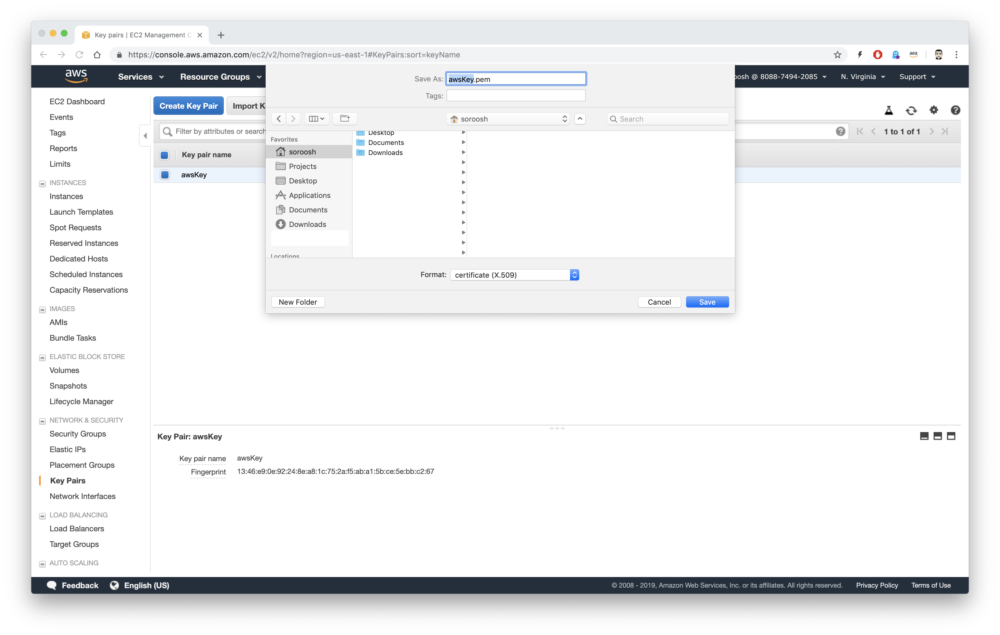 Key pairs | EC2 Management C
https://console.aws.amazon.com/ec2/v2/home?region=us-east-1#KeyPairs:sort=keyName
aea
aws
Services
Resource Groups
oosh @ 8088-7494-2085
N. Virginia
Support
Save As: awsKey.pem
Tags:
soroosh
Search
Favorites
soroosh
Projects
Desktop
Applications
Documents
Downloads
Locations
Desktop
Documents
Downloads
Format: certificate (X.509)
New Folder
Cancel
Save
EC2 Dashboard
Events
Tags
Reports
Limits
INSTANCES
Instances
Launch Templates
Spot Requests
Reserved Instances
Dedicated Hosts
Scheduled Instances
Capacity Reservations
IMAGES
AMIs
Bundle Tasks
ELASTIC BLOCK STORE
Volumes
Snapshots
Lifecycle Manager
NETWORK & SECURITY
Security Groups
Elastic IPs
Placement Groups
Key Pairs
Network Interfaces
LOAD BALANCING
Load Balancers
Target Groups
AUTO SCALING
Create Key Pair
Import K
Filter by attributes or search
1 to 1 of 1
Key pair name
awsKey
Key Pair: awsKey
Key pair name awsKey
Fingerprint 13:46:e9:0e:92:24:8e:a8:1c:75:2a:f5:ab:a1:5b:ce:5e:bb:c2:67
Feedback
English (US)
© 2008 - 2019, Amazon Web Services, Inc. or its affiliates. All rights reserved.
Privacy Policy
Terms of Use